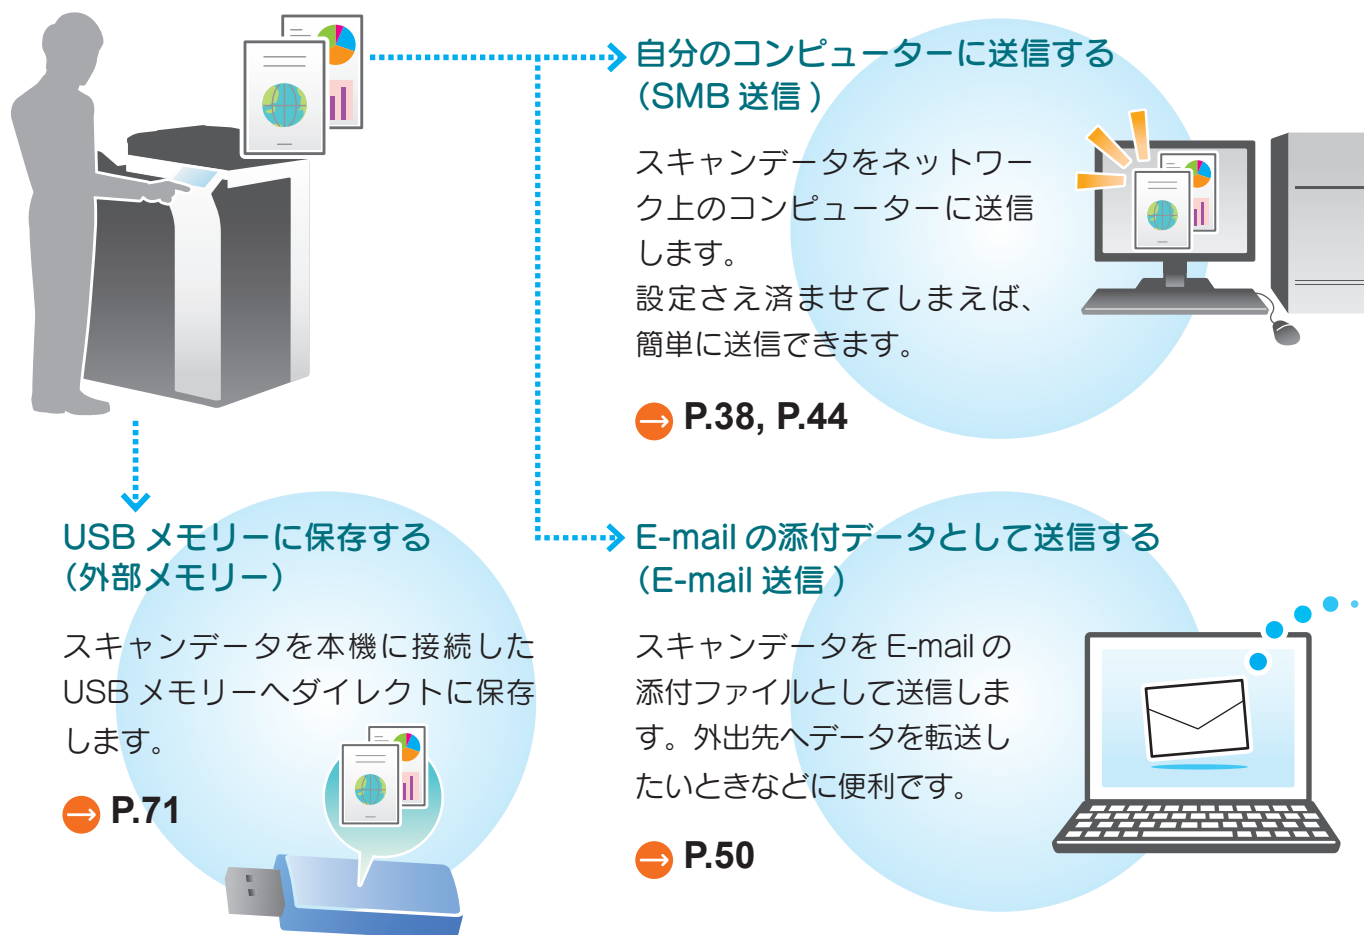 自分のコンピューターに送信する
（SMB 送信 )
スキャンデータをネットワー
ク上のコンピューターに送信
します。
設定さえ済ませてしまえば、
簡単に送信できます。
P.38, P.44
USB メモリーに保存する
（外部メモリー）
スキャンデータを本機に接続した
USB メモリーへダイレクトに保存
します。
P.71
E-mail の添付データとして送信する
（E-mail 送信 )
スキャンデータを E-mail の
添付ファイルとして送信しま
す。外出先へデータを転送し
たいときなどに便利です。
P.50